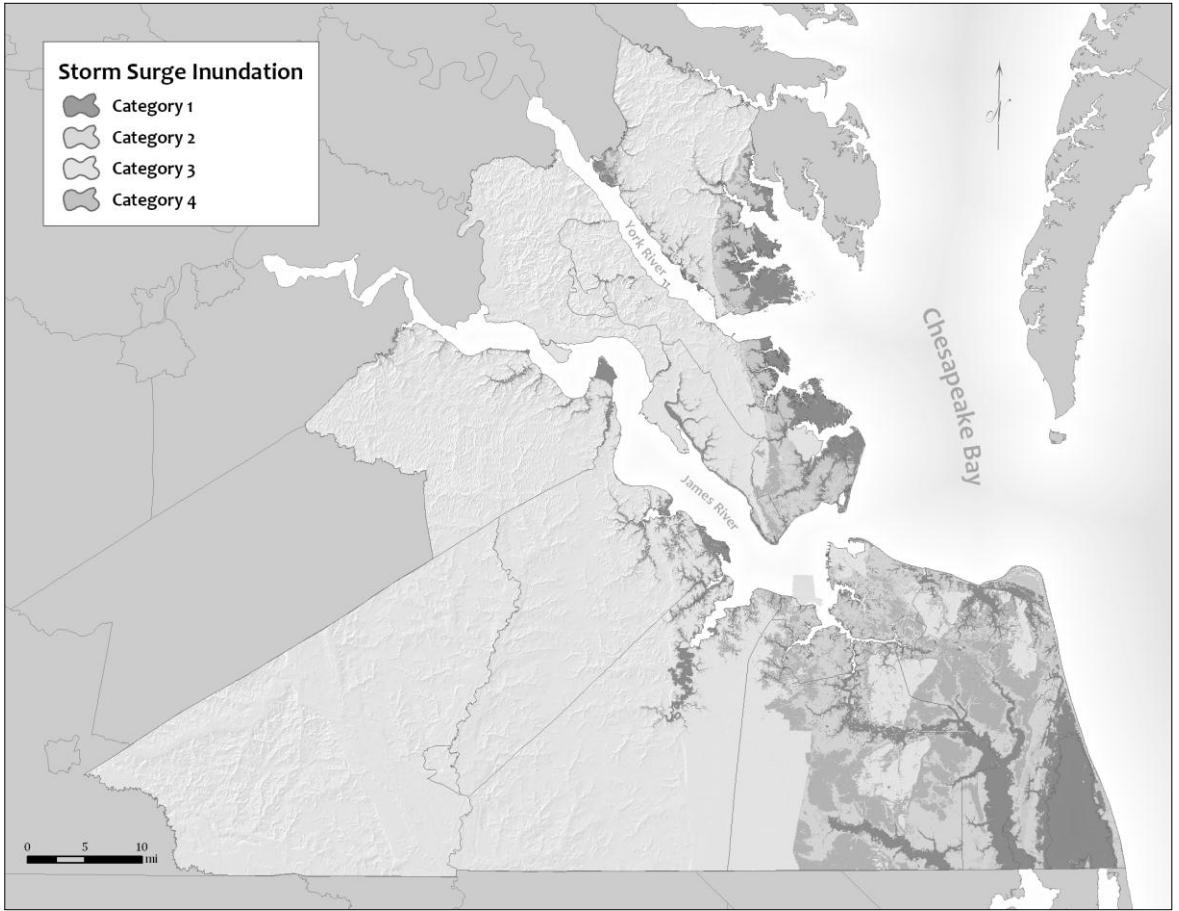 Storm Surge Inundation
Category 1
Category 2
Category 3
Category 4
York River
Chesapeake Bay
James River
0 5 10
mi